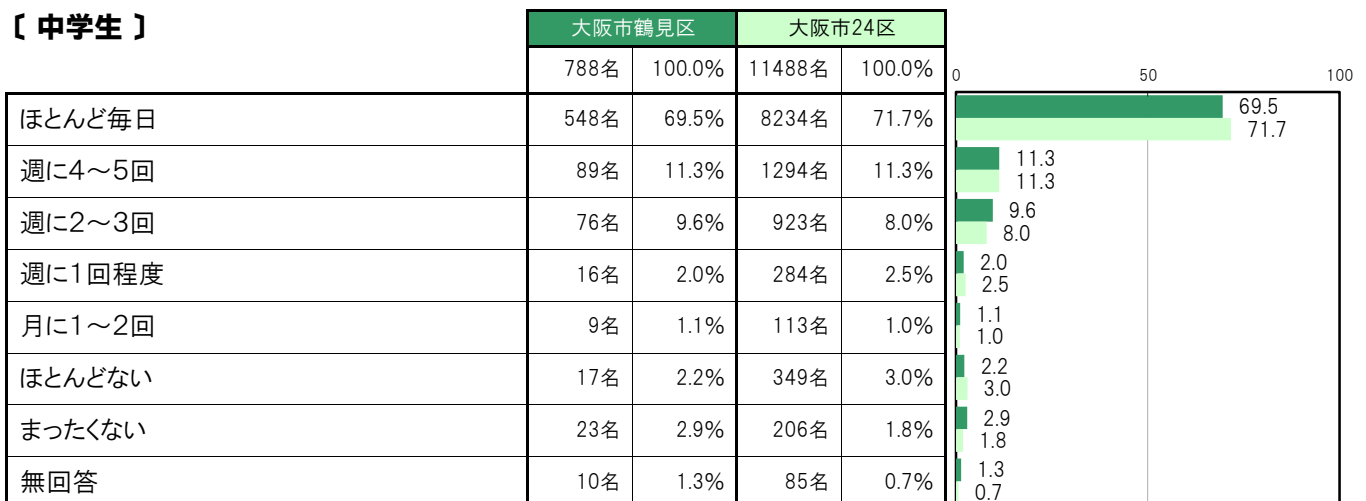 〔 中学生 〕
大阪市鶴見区 大阪市24区
788名 100.0% 11488名 100.0%
0 50 100
ほとんど毎日 548名 69.5% 8234名 71.7%
69.5
71.7
週に4～5回 89名 11.3% 1294名 11.3%
11.3
11.3
週に2～3回 76名 9.6% 923名 8.0%
9.6
8.0
週に1回程度 16名 2.0% 284名 2.5%
2.0
2.5
月に1～2回 9名 1.1% 113名 1.0%
1.1
1.0
ほとんどない 17名 2.2% 349名 3.0%
2.2
3.0
まったくない 23名 2.9% 206名 1.8%
2.9
1.8
無回答 10名 1.3% 85名 0.7%
1.3
0.7